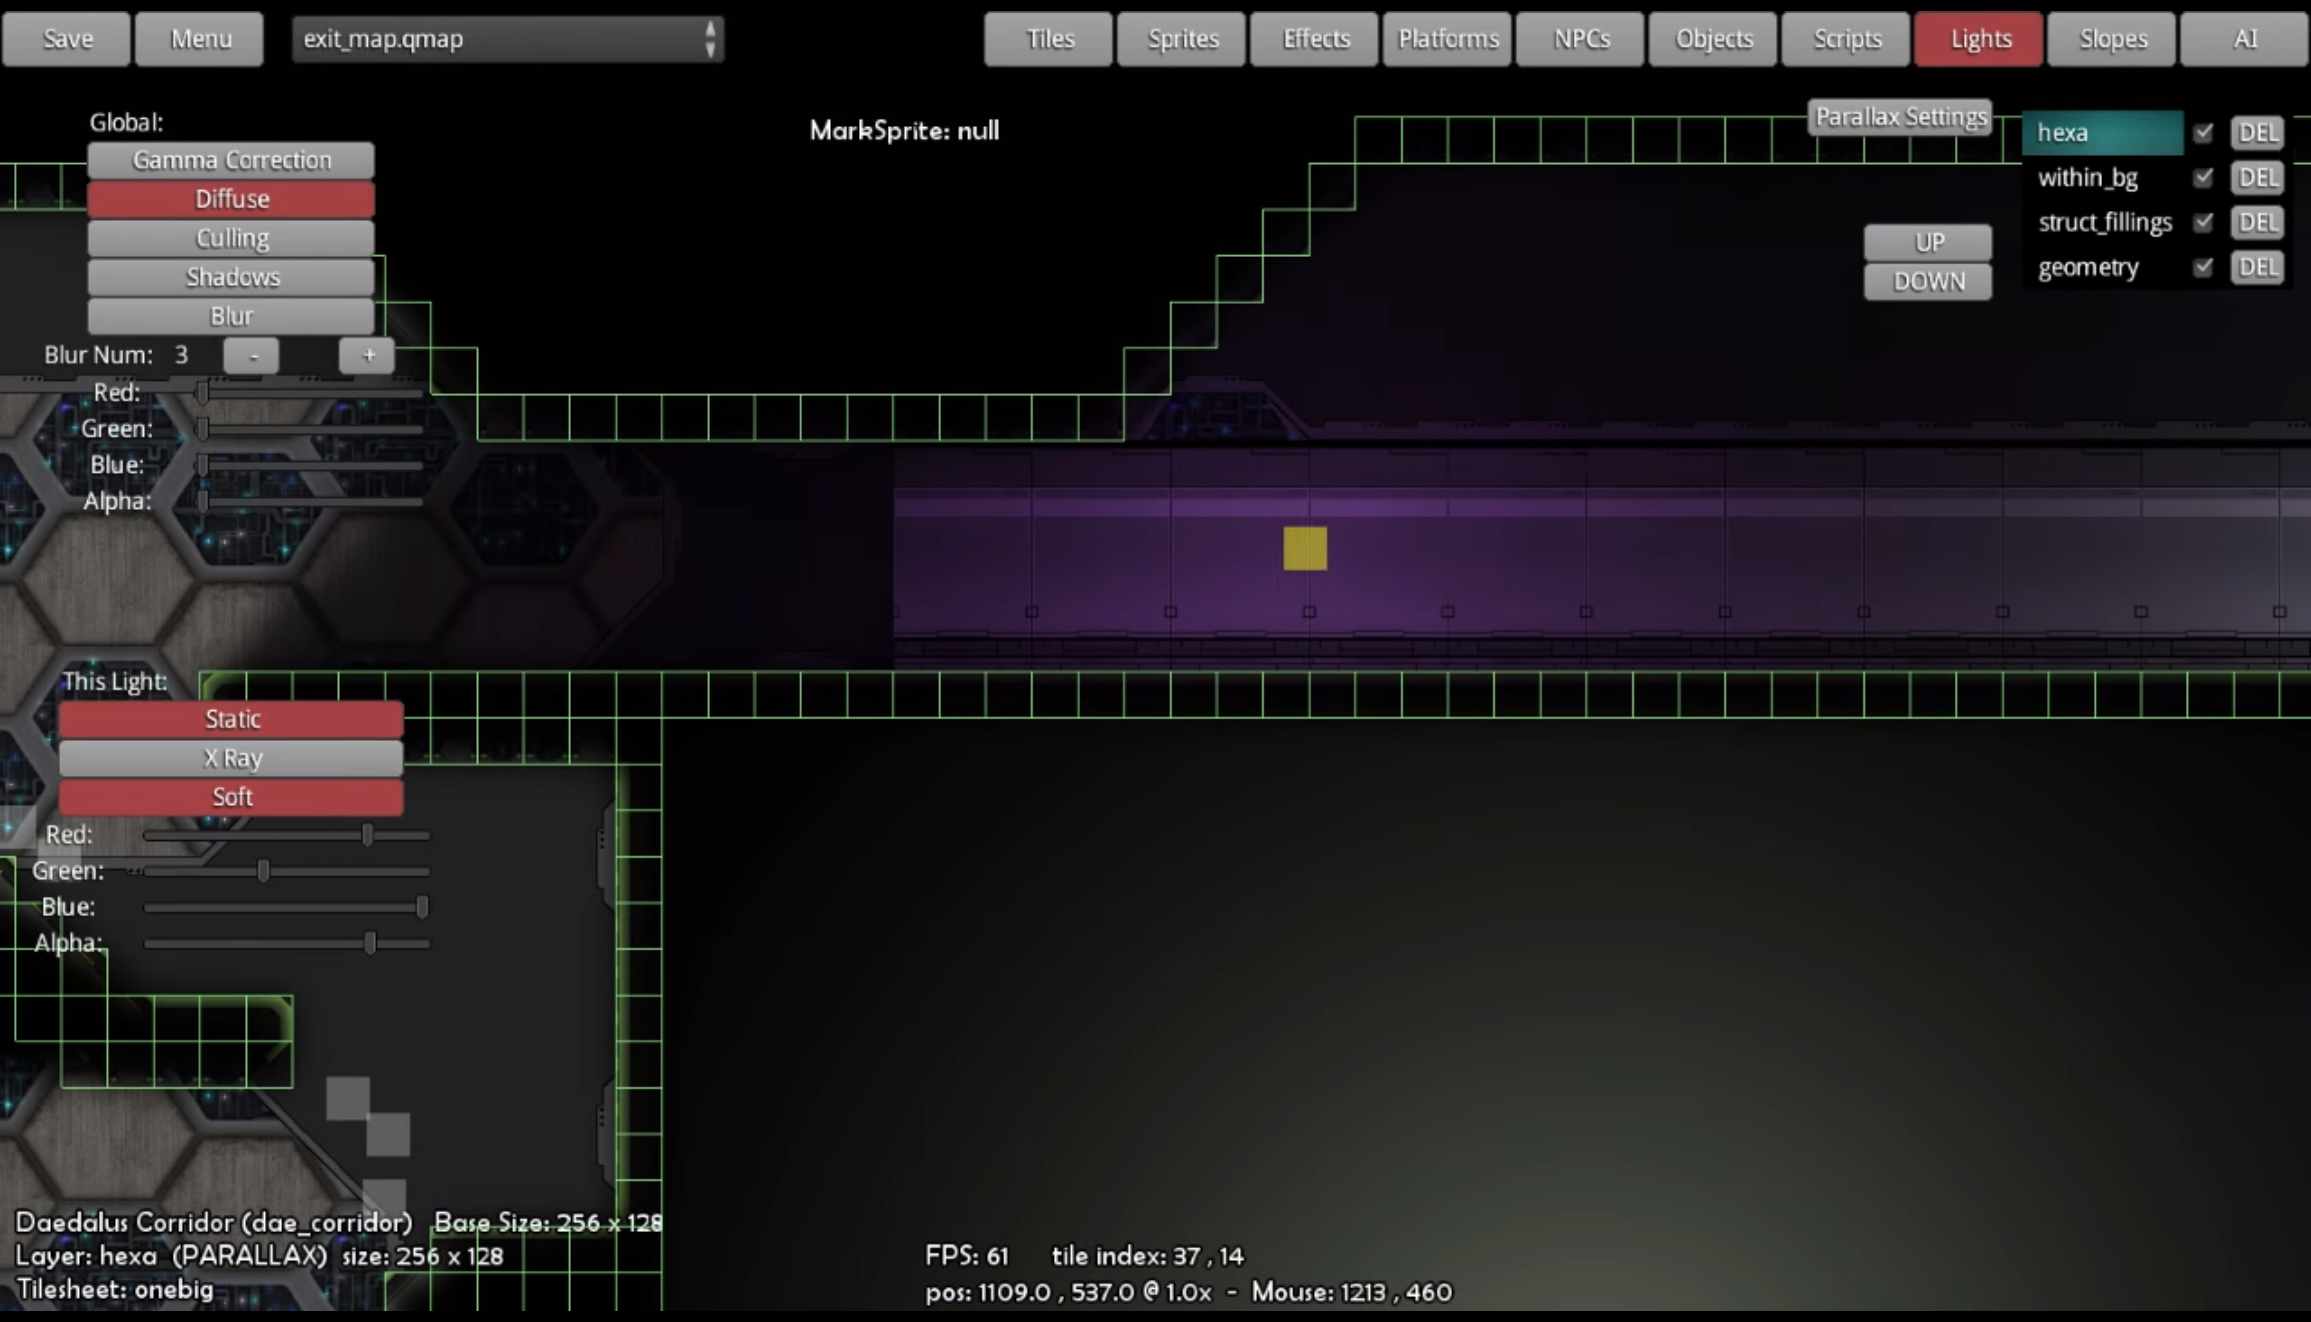 Save Menu exit_map.qmap Tiles Sprites Effects Platforms NPCs Objects Scripts Lights Slopes AI
Global:
Gamma Correction
Diffuse
Culling
Shadows
Blur
Blur Num: 3 - +
Red:
Green:
Blue:
Alpha:
MarkSprite: null
Parallax Settings
hexa DEL
within_bg DEL
struct_fillings DEL
geometry DEL
UP
DOWN
This Light:
Static
X Ray
Soft
Red:
Green:
Blue:
Alpha:
Daedalus Corridor (dae_corridor) Base Size: 256 x 128
Layer: hexa (PARALLAX) size: 256 x 128
Tilesheet: onebig
FPS: 61 tile index: 37 , 14
pos: 1109.0 , 537.0 @ 1.0x - Mouse: 1213 , 460